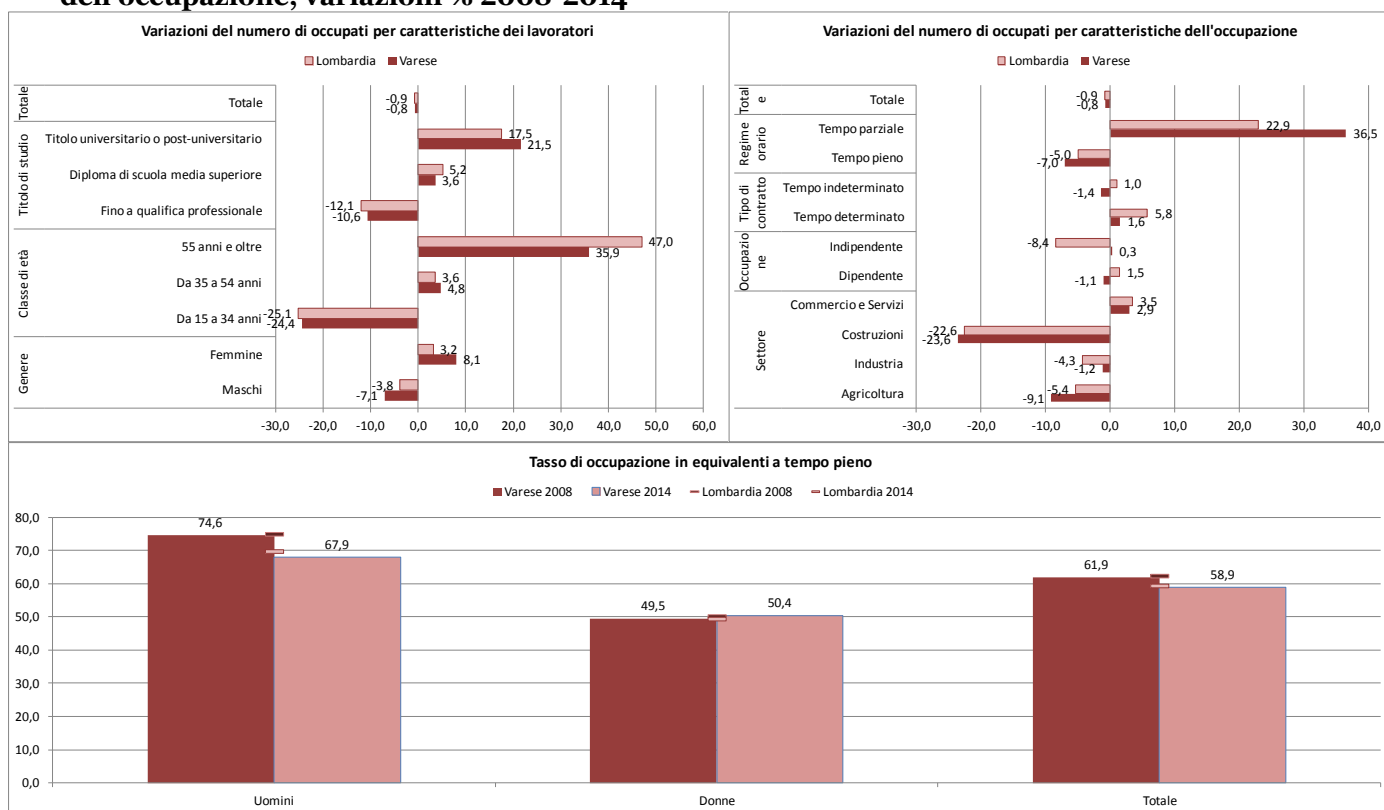 dell'occupazione, variazioni % 2008-2014
Variazioni del numero di occupati per caratteristiche dei lavoratori
Lombardia Varese
Totale
Totale
-0,9
-0,8
Titolo di studio
Titolo universitario o post-universitario
17,5
21,5
Diploma di scuola media superiore
5,2
3,6
Fino a qualifica professionale
-12,1
-10,6
Classe di età
55 anni e oltre
47,0
35,9
Da 35 a 54 anni
3,6
4,8
Da 15 a 34 anni
-25,1
-24,4
Genere
Femmine
3,2
8,1
Maschi
-3,8
-7,1
-30,0 -20,0 -10,0 0,0 10,0 20,0 30,0 40,0 50,0 60,0
Variazioni del numero di occupati per caratteristiche dell'occupazione
Lombardia Varese
Total
e
Totale
-0,9
-0,8
Regime
orario
Tempo parziale
22,9
36,5
Tempo pieno
-5,0
-7,0
Tipo di
contratto
Tempo indeterminato
1,0
-1,4
Tempo determinato
5,8
1,6
Occupazio
ne
Indipendente
-8,4
0,3
Dipendente
1,5
-1,1
Settore
Commercio e Servizi
3,5
2,9
Costruzioni
-22,6
-23,6
Industria
-4,3
-1,2
Agricoltura
-5,4
-9,1
-30,0 -20,0 -10,0 0,0 10,0 20,0 30,0 40,0
Tasso di occupazione in equivalenti a tempo pieno
Varese 2008 Varese 2014 Lombardia 2008 Lombardia 2014
80,0
70,0
60,0
50,0
40,0
30,0
20,0
10,0
0,0
74,6
67,9
49,5
50,4
61,9
58,9
Uomini Donne Totale